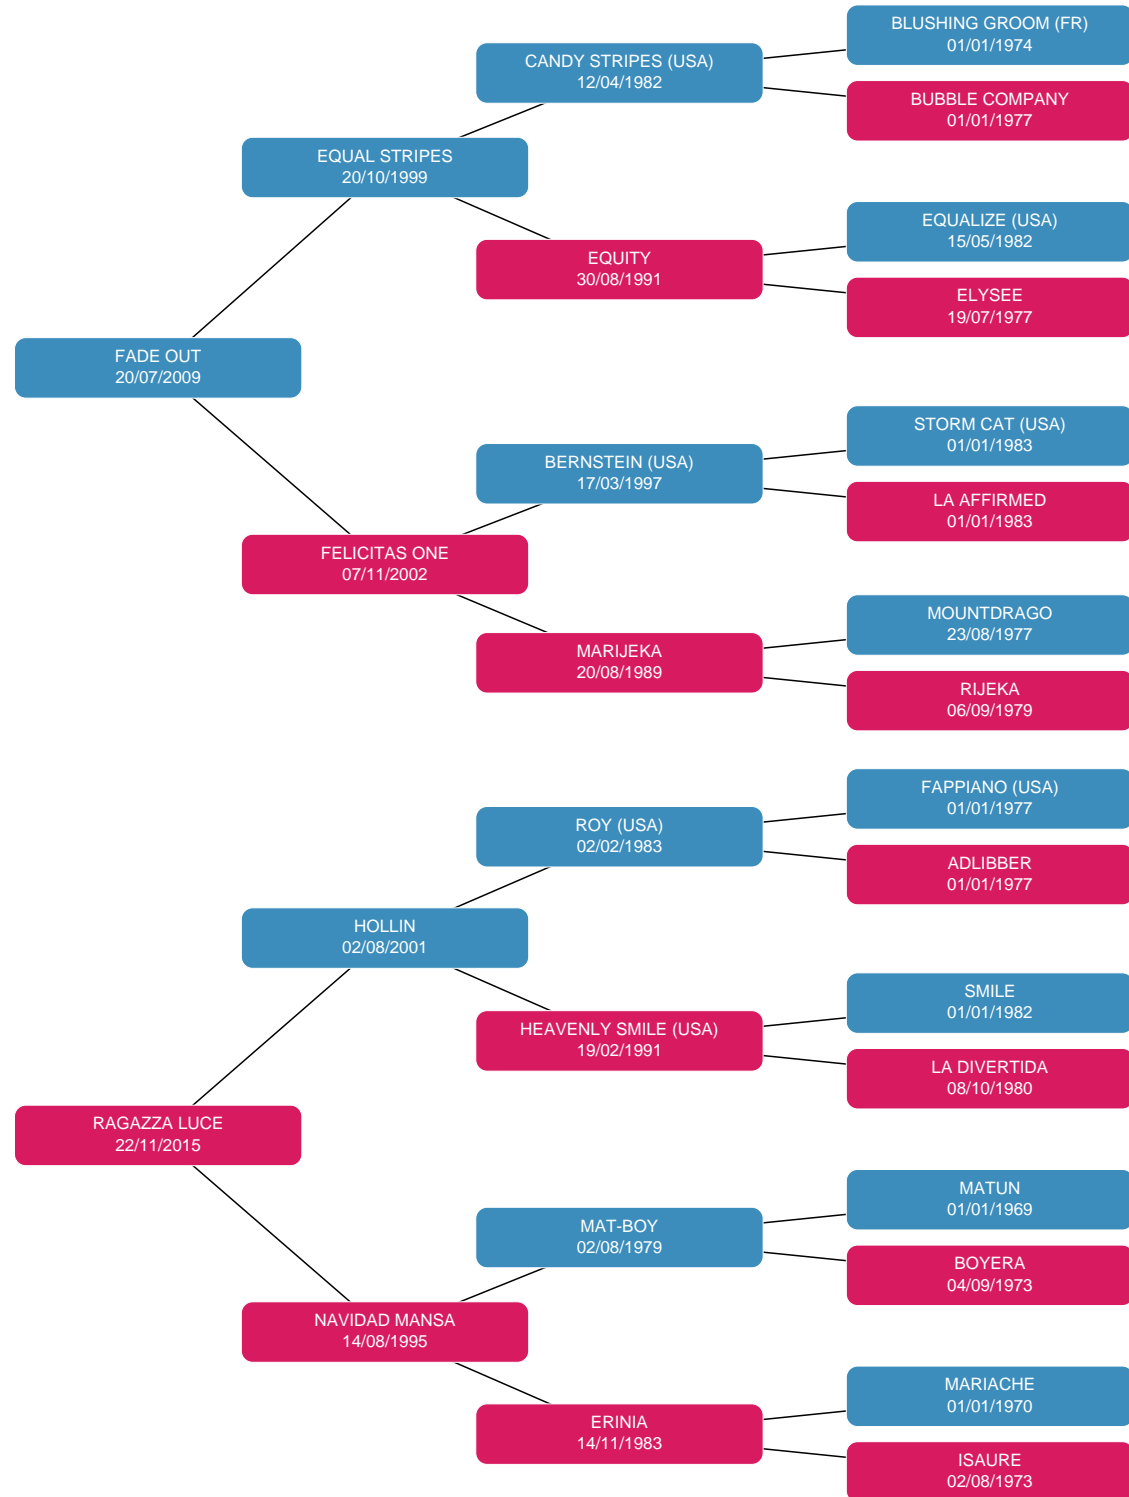 BLUSHING GROOM (FR)
01/01/1974
CANDY STRIPES (USA)
12/04/1982
BUBBLE COMPANY
01/01/1977
EQUAL STRIPES
20/10/1999
EQUALIZE (USA)
15/05/1982
EQUITY
30/08/1991
ELYSEE
19/07/1977
FADE OUT
20/07/2009
STORM CAT (USA)
01/01/1983
BERNSTEIN (USA)
17/03/1997
LA AFFIRMED
01/01/1983
FELICITAS ONE
07/11/2002
MOUNTDRAGO
23/08/1977
MARIJEKA
20/08/1989
RIJEKA
06/09/1979
FAPPIANO (USA)
01/01/1977
ROY (USA)
02/02/1983
ADLIBBER
01/01/1977
HOLLIN
02/08/2001
SMILE
01/01/1982
HEAVENLY SMILE (USA)
19/02/1991
LA DIVERTIDA
08/10/1980
RAGAZZA LUCE
22/11/2015
MATUN
01/01/1969
MAT-BOY
02/08/1979
BOYERA
04/09/1973
NAVIDAD MANSA
14/08/1995
MARIACHE
01/01/1970
ERINIA
14/11/1983
ISAURE
02/08/1973